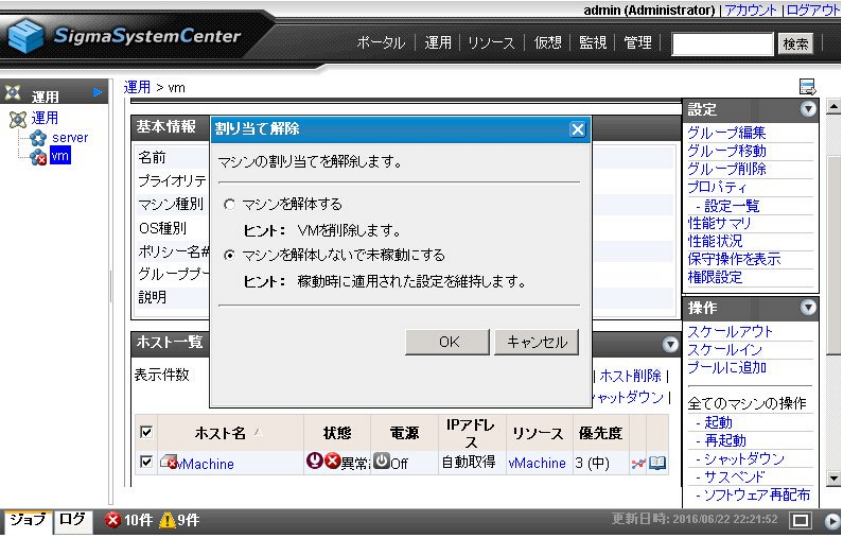 admin (Administrator) | アカウント | ログアウト
SigmaSystemCenter
ポータル | 運用 | リソース | 仮想 | 監視 | 管理 | 検索
運用
運用
server
vm
運用 > vm
基本情報
名前
プライオリテ
マシン種別
OS種別
ポリシー名#
グループプー
説明
割り当て解除
マシンの割り当てを解除します。
マシンを解体する
ヒント： VMを削除します。
マシンを解体しないで未稼動にする
ヒント： 稼動時に適用された設定を維持します。
OK キャンセル
ホスト一覧
表示件数
| ホスト削除 |
シャットダウン |
ホスト名 状態 電源 IPアドレス リソース 優先度
vMachine 異常: Off 自動取得 vMachine 3 (中)
設定
グループ編集
グループ移動
グループ削除
プロパティ
- 設定一覧
性能サマリ
性能状況
保守操作を表示
権限設定
操作
スケールアウト
スケールイン
プールに追加
全てのマシンの操作
- 起動
- 再起動
- シャットダウン
- サスペンド
- ソフトウェア再配布
ジョブ ログ 10件 9件 更新日時: 2016/06/22 22:21:52